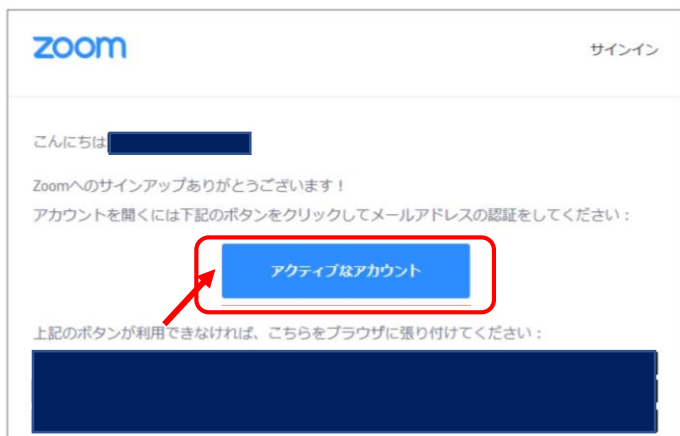 zoom
サインイン
こんにちは
Zoomへのサインアップありがとうございます！
アカウントを開くには下記のボタンをクリックしてメールアドレスの認証をしてください：
アクティブなアカウント
上記のボタンが利用できなければ、こちらをブラウザに張り付けてください：